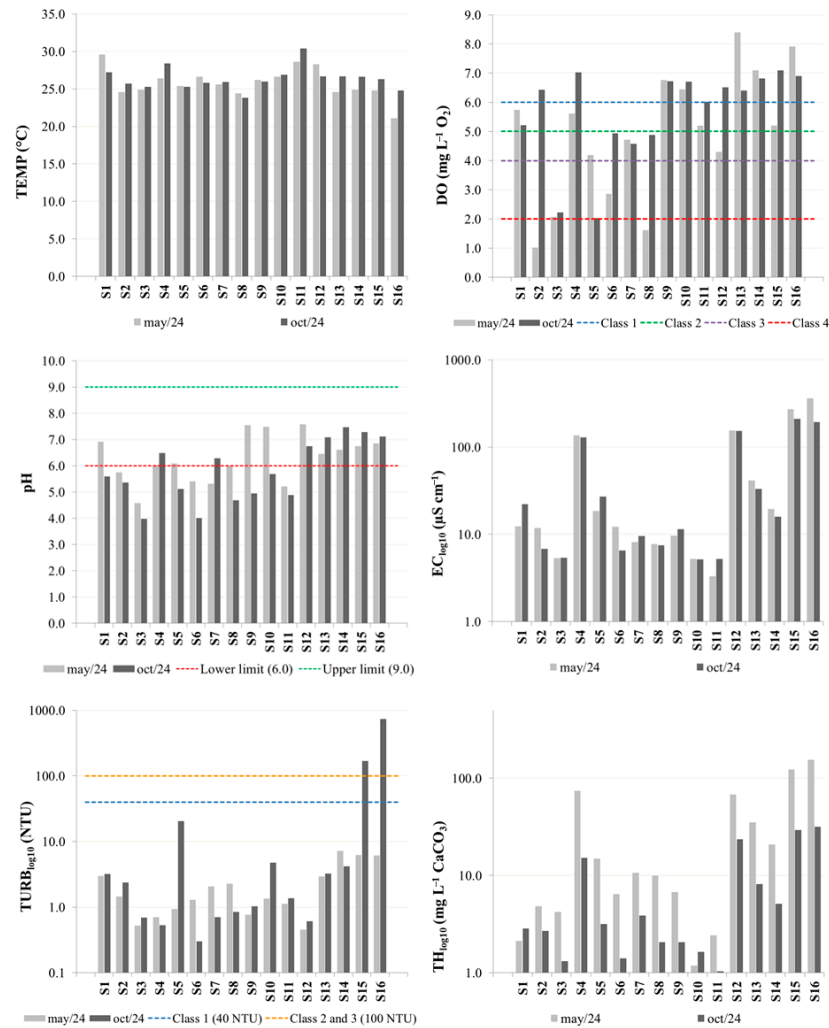 TEMP (°C)
35.0
30.0
25.0
20.0
15.0
10.0
5.0
0.0
S1 S2 S3 S4 S5 S6 S7 S8 S9 S10 S11 S12 S13 S14 S15 S16
may/24 oct/24
DO (mg L⁻¹ O₂)
9.0
8.0
7.0
6.0
5.0
4.0
3.0
2.0
1.0
0.0
S1 S2 S3 S4 S5 S6 S7 S8 S9 S10 S11 S12 S13 S14 S15 S16
may/24 oct/24 Class 1 Class 2 Class 3 Class 4
pH
10.0
9.0
8.0
7.0
6.0
5.0
4.0
3.0
2.0
1.0
0.0
S1 S2 S3 S4 S5 S6 S7 S8 S9 S10 S11 S12 S13 S14 S15 S16
may/24 oct/24 Lower limit (6.0) Upper limit (9.0)
EClog10 (µS cm⁻¹)
1000.0
100.0
10.0
1.0
S1 S2 S3 S4 S5 S6 S7 S8 S9 S10 S11 S12 S13 S14 S15 S16
may/24 oct/24
TURBlog10 (NTU)
1000.0
100.0
10.0
1.0
0.1
S1 S2 S3 S4 S5 S6 S7 S8 S9 S10 S11 S12 S13 S14 S15 S16
may/24 oct/24 Class 1 (40 NTU) Class 2 and 3 (100 NTU)
THlog10 (mg L⁻¹ CaCO₃)
100.0
10.0
1.0
S1 S2 S3 S4 S5 S6 S7 S8 S9 S10 S11 S12 S13 S14 S15 S16
may/24 oct/24